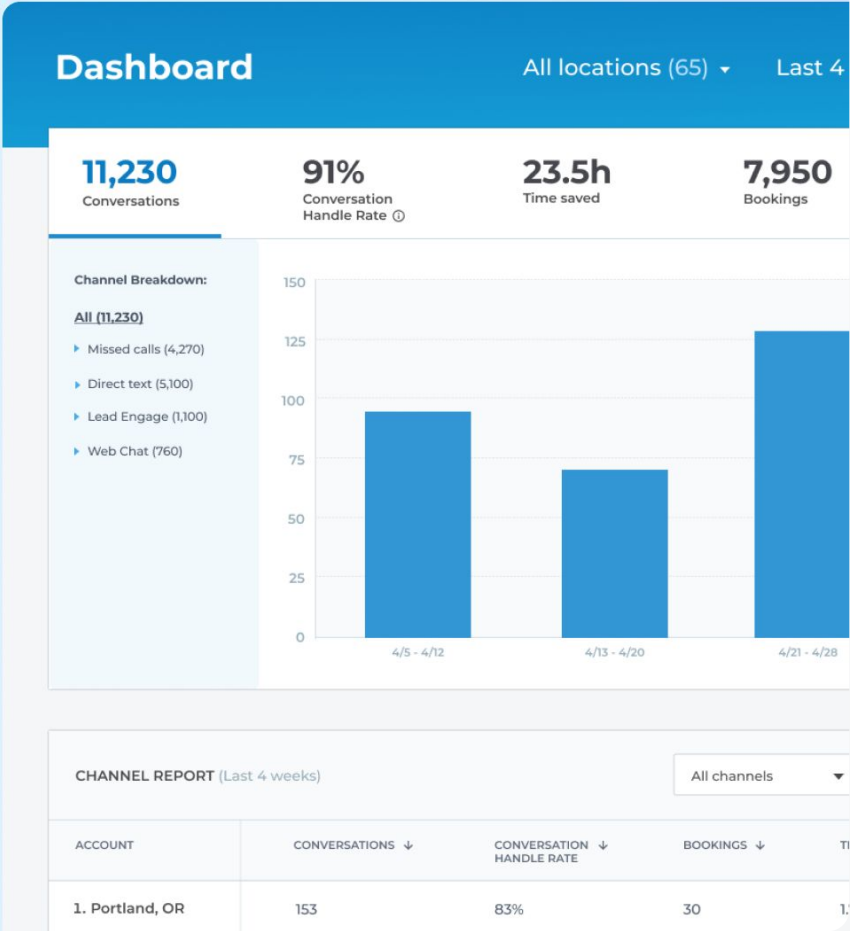 Dashboard
All locations (65)
Last 4
11,230
Conversations
91%
Conversation
Handle Rate
23.5h
Time saved
7,950
Bookings
Channel Breakdown:
All (11,230)
Missed calls (4,270)
Direct text (5,100)
Lead Engage (1,100)
Web Chat (760)
150
125
100
75
50
25
0
4/5 - 4/12
4/13 - 4/20
4/21 - 4/28
CHANNEL REPORT (Last 4 weeks)
All channels
ACCOUNT
CONVERSATIONS ↓
CONVERSATION ↓
HANDLE RATE
BOOKINGS ↓
1. Portland, OR
153
83%
30